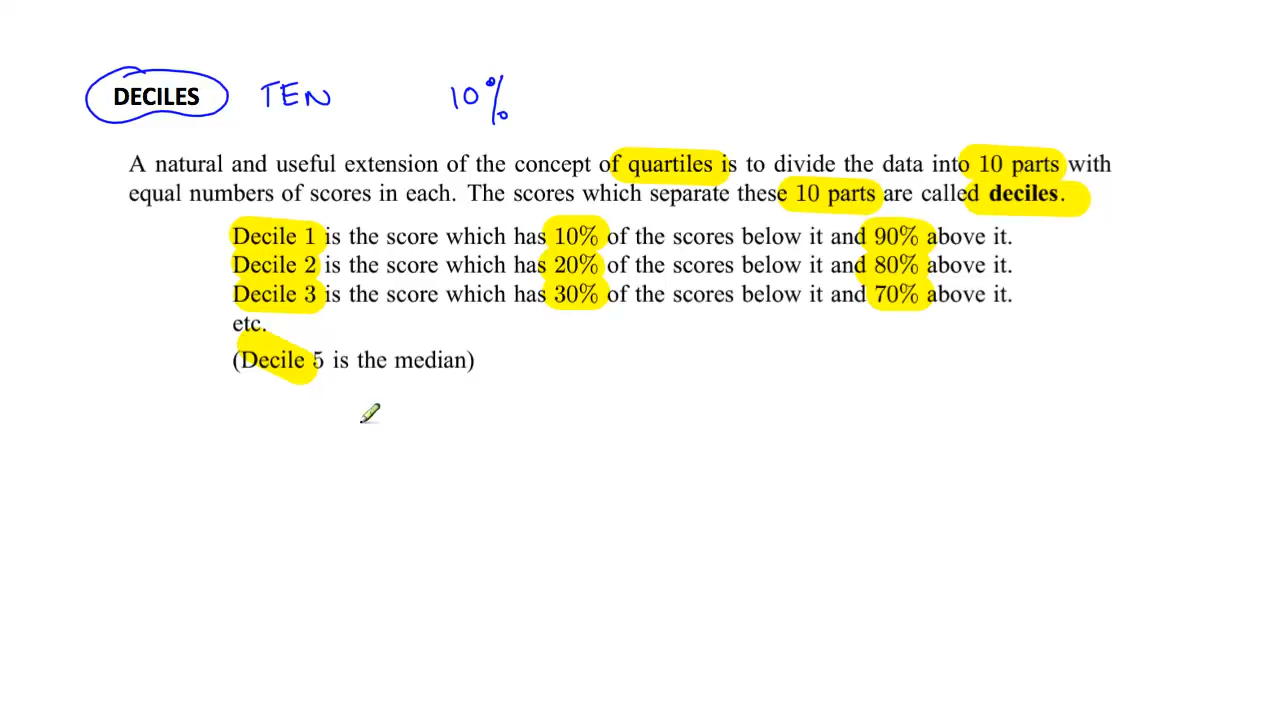 DECILES TEN 10%
A natural and useful extension of the concept of quartiles is to divide the data into 10 parts with
equal numbers of scores in each. The scores which separate these 10 parts are called deciles.
Decile 1 is the score which has 10% of the scores below it and 90% above it.
Decile 2 is the score which has 20% of the scores below it and 80% above it.
Decile 3 is the score which has 30% of the scores below it and 70% above it.
etc.
(Decile 5 is the median)